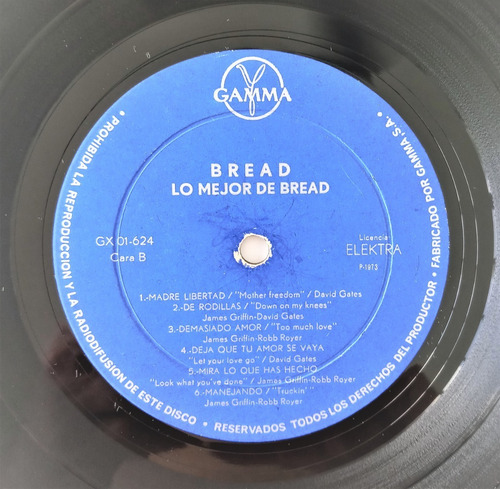 GAMMA
BREAD
LO MEJOR DE BREAD
GX 01-624
Cara B
Licencia:
ELEKTRA
P-1973
1.-MADRE LIBERTAD / "Mother freedom" / David Gates
2.-DE RODILLAS / "Down on my knees"
James Griffin-David Gates
3.-DEMASIADO AMOR / "Too much love"
James Griffin-Robb Royer
4.-DEJA QUE TU AMOR SE VAYA
"Let your love go" / David Gates
5.-MIRA LO QUE HAS HECHO
"Look what you've done" / James Griffin-Robb Royer
6.-MANEJANDO / "Truckin'"
James Griffin-Robb Royer
• PROHIBIDA LA REPRODUCCION Y LA RADIODIFUSION DE ESTE DISCO • RESERVADOS TODOS LOS DERECHOS DEL PRODUCTOR • FABRICADO POR GAMMA, S.A. •